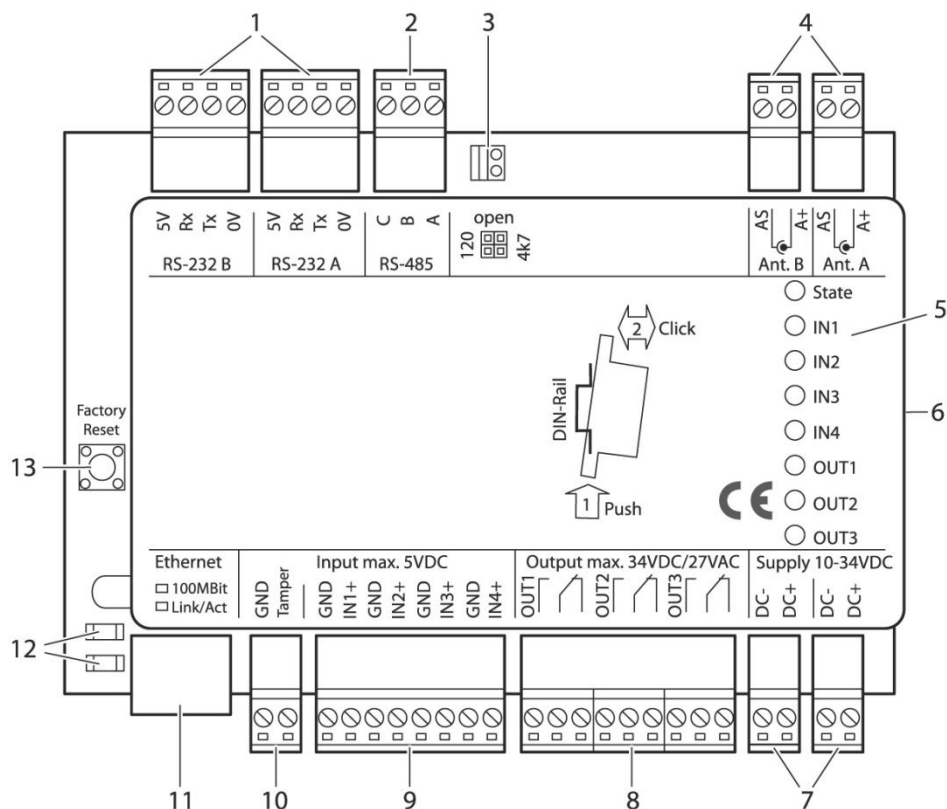 1 2 3 4
5V Rx Tx 0V 5V Rx Tx 0V C B A 120 open 4k7 AS A+ AS A+
RS-232 B RS-232 A RS-485 Ant. B Ant. A
State
5
IN1
2 Click
IN2
DIN-Rail
IN3
6
Factory
Reset
IN4
13
OUT1
1 Push
CE
OUT2
OUT3
Ethernet Input max. 5VDC Output max. 34VDC/27VAC Supply 10-34VDC
100MBit
Link/Act
GND Tamper GND IN1+ GND IN2+ GND IN3+ GND IN4+ OUT1 OUT2 OUT3 DC- DC+ DC- DC+
12
11 10 9 8 7